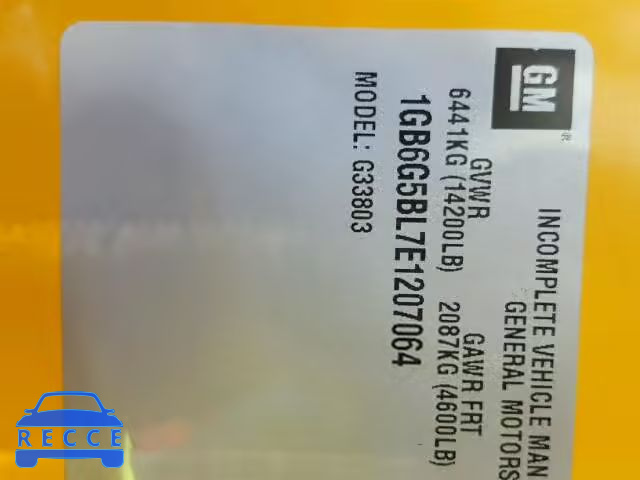 GM
®
INCOMPLETE VEHICLE MAN
GENERAL MOTORS
GVWR GAWR FRT
6441KG (14200LB) 2087KG (4600LB)
1GB6G5BL7E1207064
MODEL: G33803
RECCE